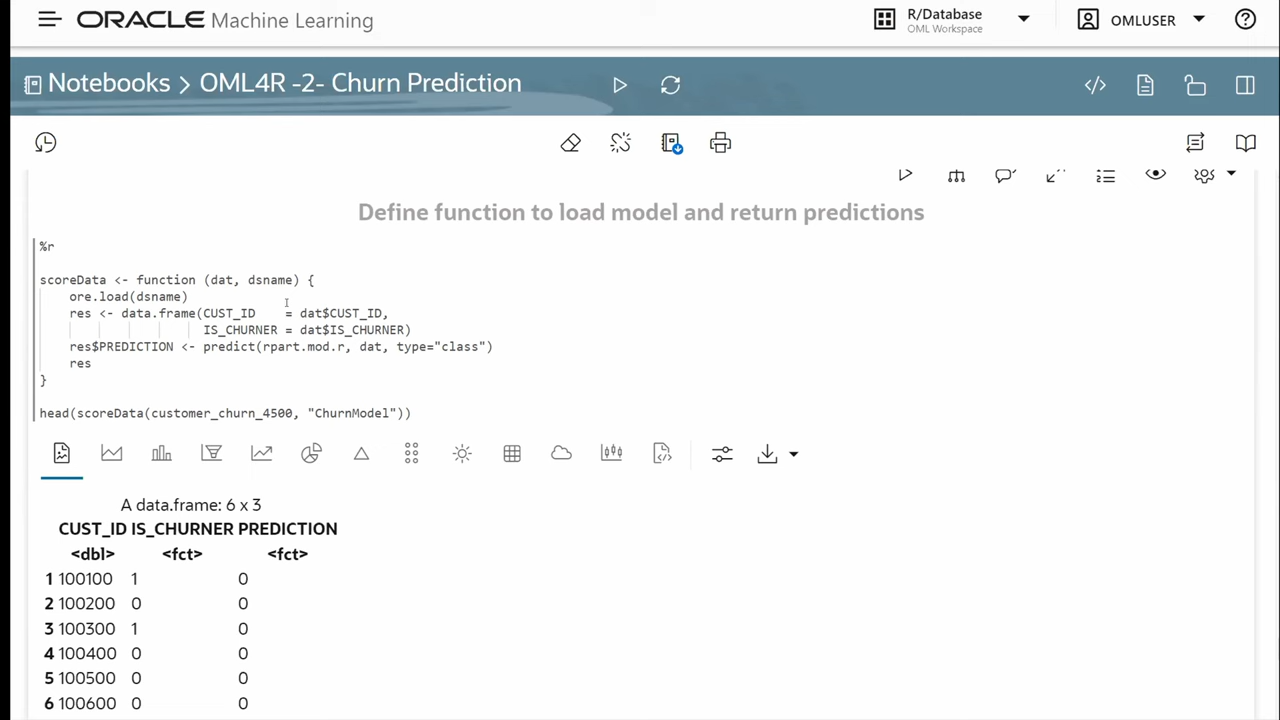 ORACLE Machine Learning
R/Database
OML Workspace
OMLUSER
Notebooks > OML4R -2- Churn Prediction
Define function to load model and return predictions
%r
scoreData <- function (dat, dsname) {
    ore.load(dsname)
    res <- data.frame(CUST_ID    = dat$CUST_ID,
                      IS_CHURNER = dat$IS_CHURNER)
    res$PREDICTION <- predict(rpart.mod.r, dat, type="class")
    res
}
head(scoreData(customer_churn_4500, "ChurnModel"))
A data.frame: 6 x 3
CUST_ID IS_CHURNER PREDICTION
<dbl> <fct> <fct>
1 100100 1 0
2 100200 0 0
3 100300 1 0
4 100400 0 0
5 100500 0 0
6 100600 0 0